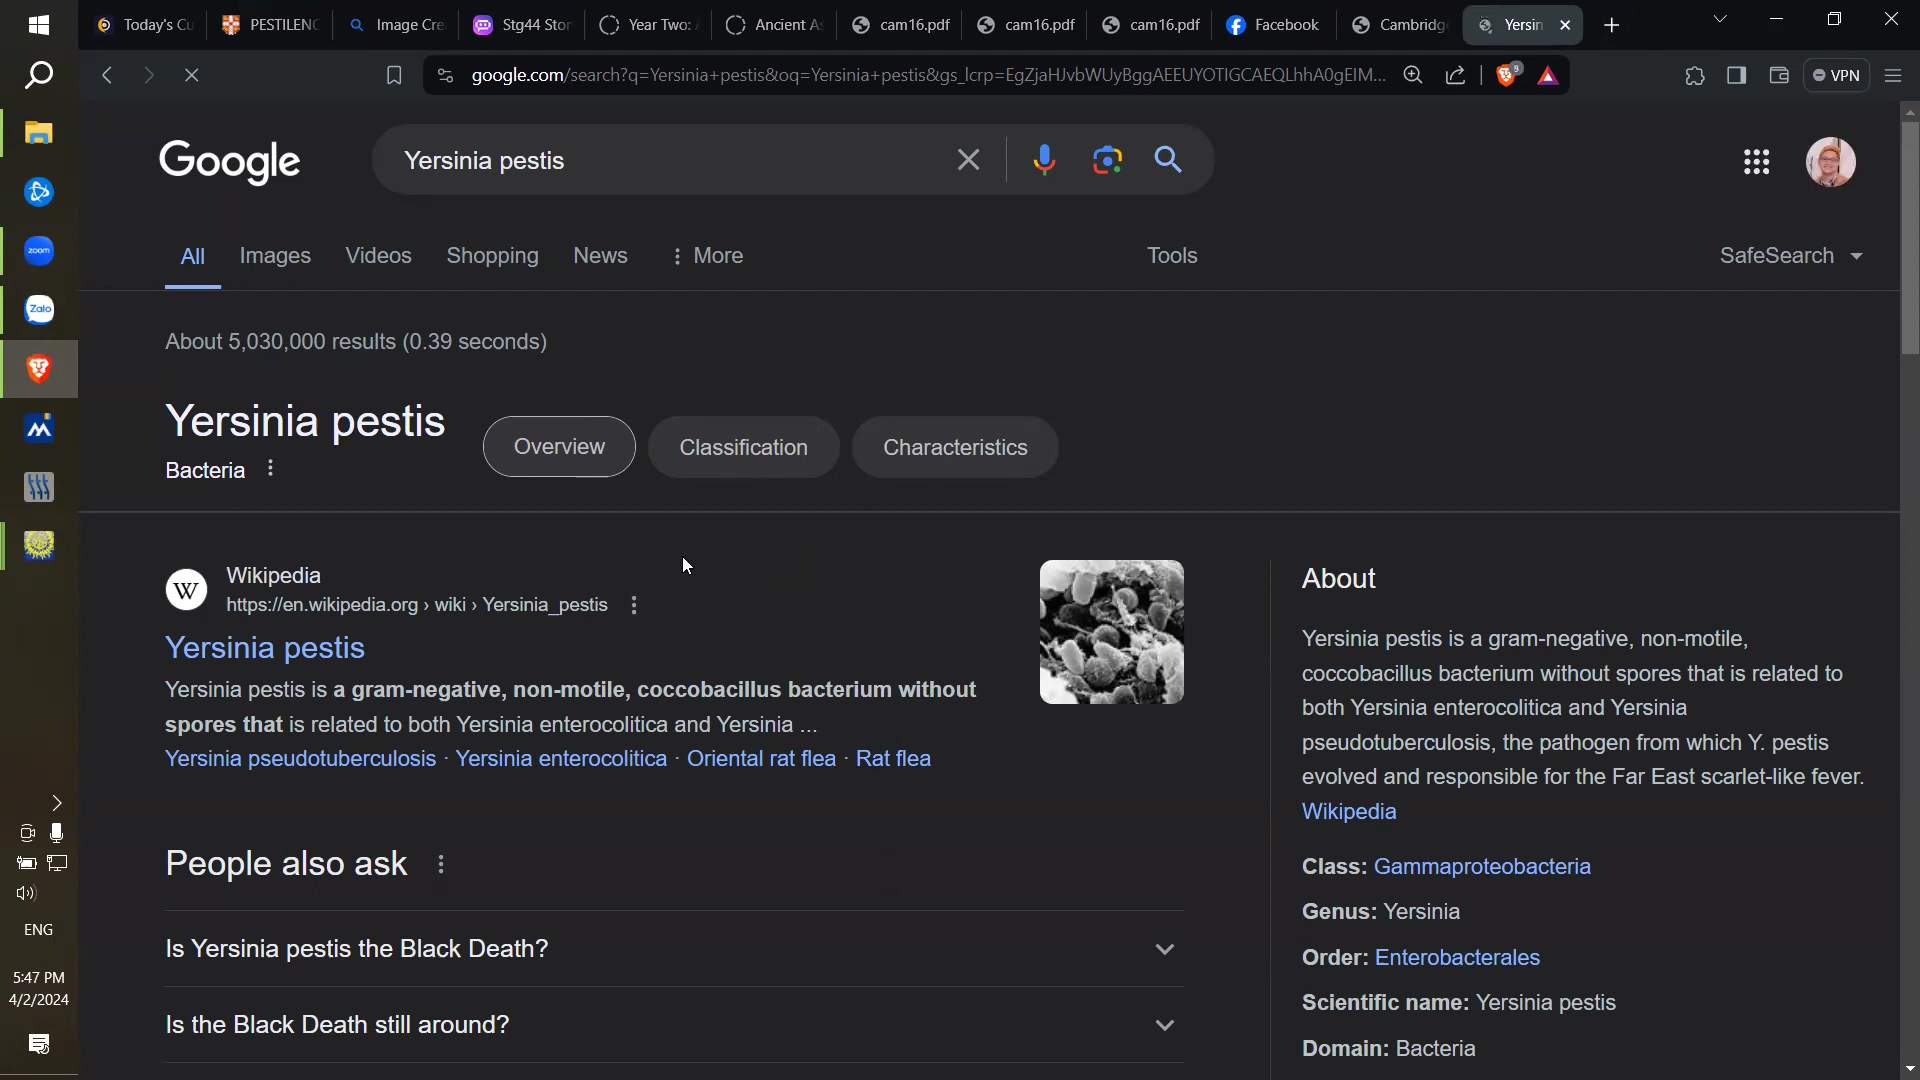 Today's Cu
PESTILENC
Image Cre
Stg44 Stor
Year Two:
Ancient A
cam16.pdf
cam16.pdf
cam16.pdf
Facebook
Cambridg
Yersin
google.com/search?q=Yersinia+pestis&oq=Yersinia+pestis&gs_lcrp=EgZjaHJvbWUyBggAEEUYOTIGCAEQLhhA0gEIM...
9
VPN
Google
Yersinia pestis
All
Images
Videos
Shopping
News
More
Tools
SafeSearch
About 5,030,000 results (0.39 seconds)
Yersinia pestis
Bacteria
Overview
Classification
Characteristics
W
Wikipedia
https://en.wikipedia.org › wiki › Yersinia_pestis
Yersinia pestis
Yersinia pestis is a gram-negative, non-motile, coccobacillus bacterium without
spores that is related to both Yersinia enterocolitica and Yersinia ...
Yersinia pseudotuberculosis · Yersinia enterocolitica · Oriental rat flea · Rat flea
People also ask
Is Yersinia pestis the Black Death?
Is the Black Death still around?
About
Yersinia pestis is a gram-negative, non-motile,
coccobacillus bacterium without spores that is related to
both Yersinia enterocolitica and Yersinia
pseudotuberculosis, the pathogen from which Y. pestis
evolved and responsible for the Far East scarlet-like fever.
Wikipedia
Class: Gammaproteobacteria
Genus: Yersinia
Order: Enterobacterales
Scientific name: Yersinia pestis
Domain: Bacteria
zoom
Zalo
ENG
5:47 PM
4/2/2024